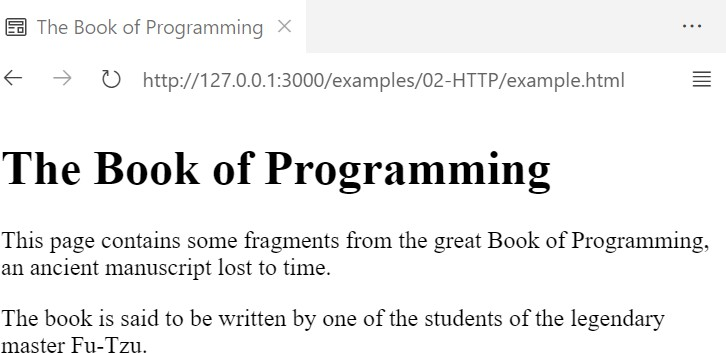 The Book of Programming
http://127.0.0.1:3000/examples/02-HTTP/example.html
The Book of Programming
This page contains some fragments from the great Book of Programming,
an ancient manuscript lost to time.
The book is said to be written by one of the students of the legendary
master Fu-Tzu.